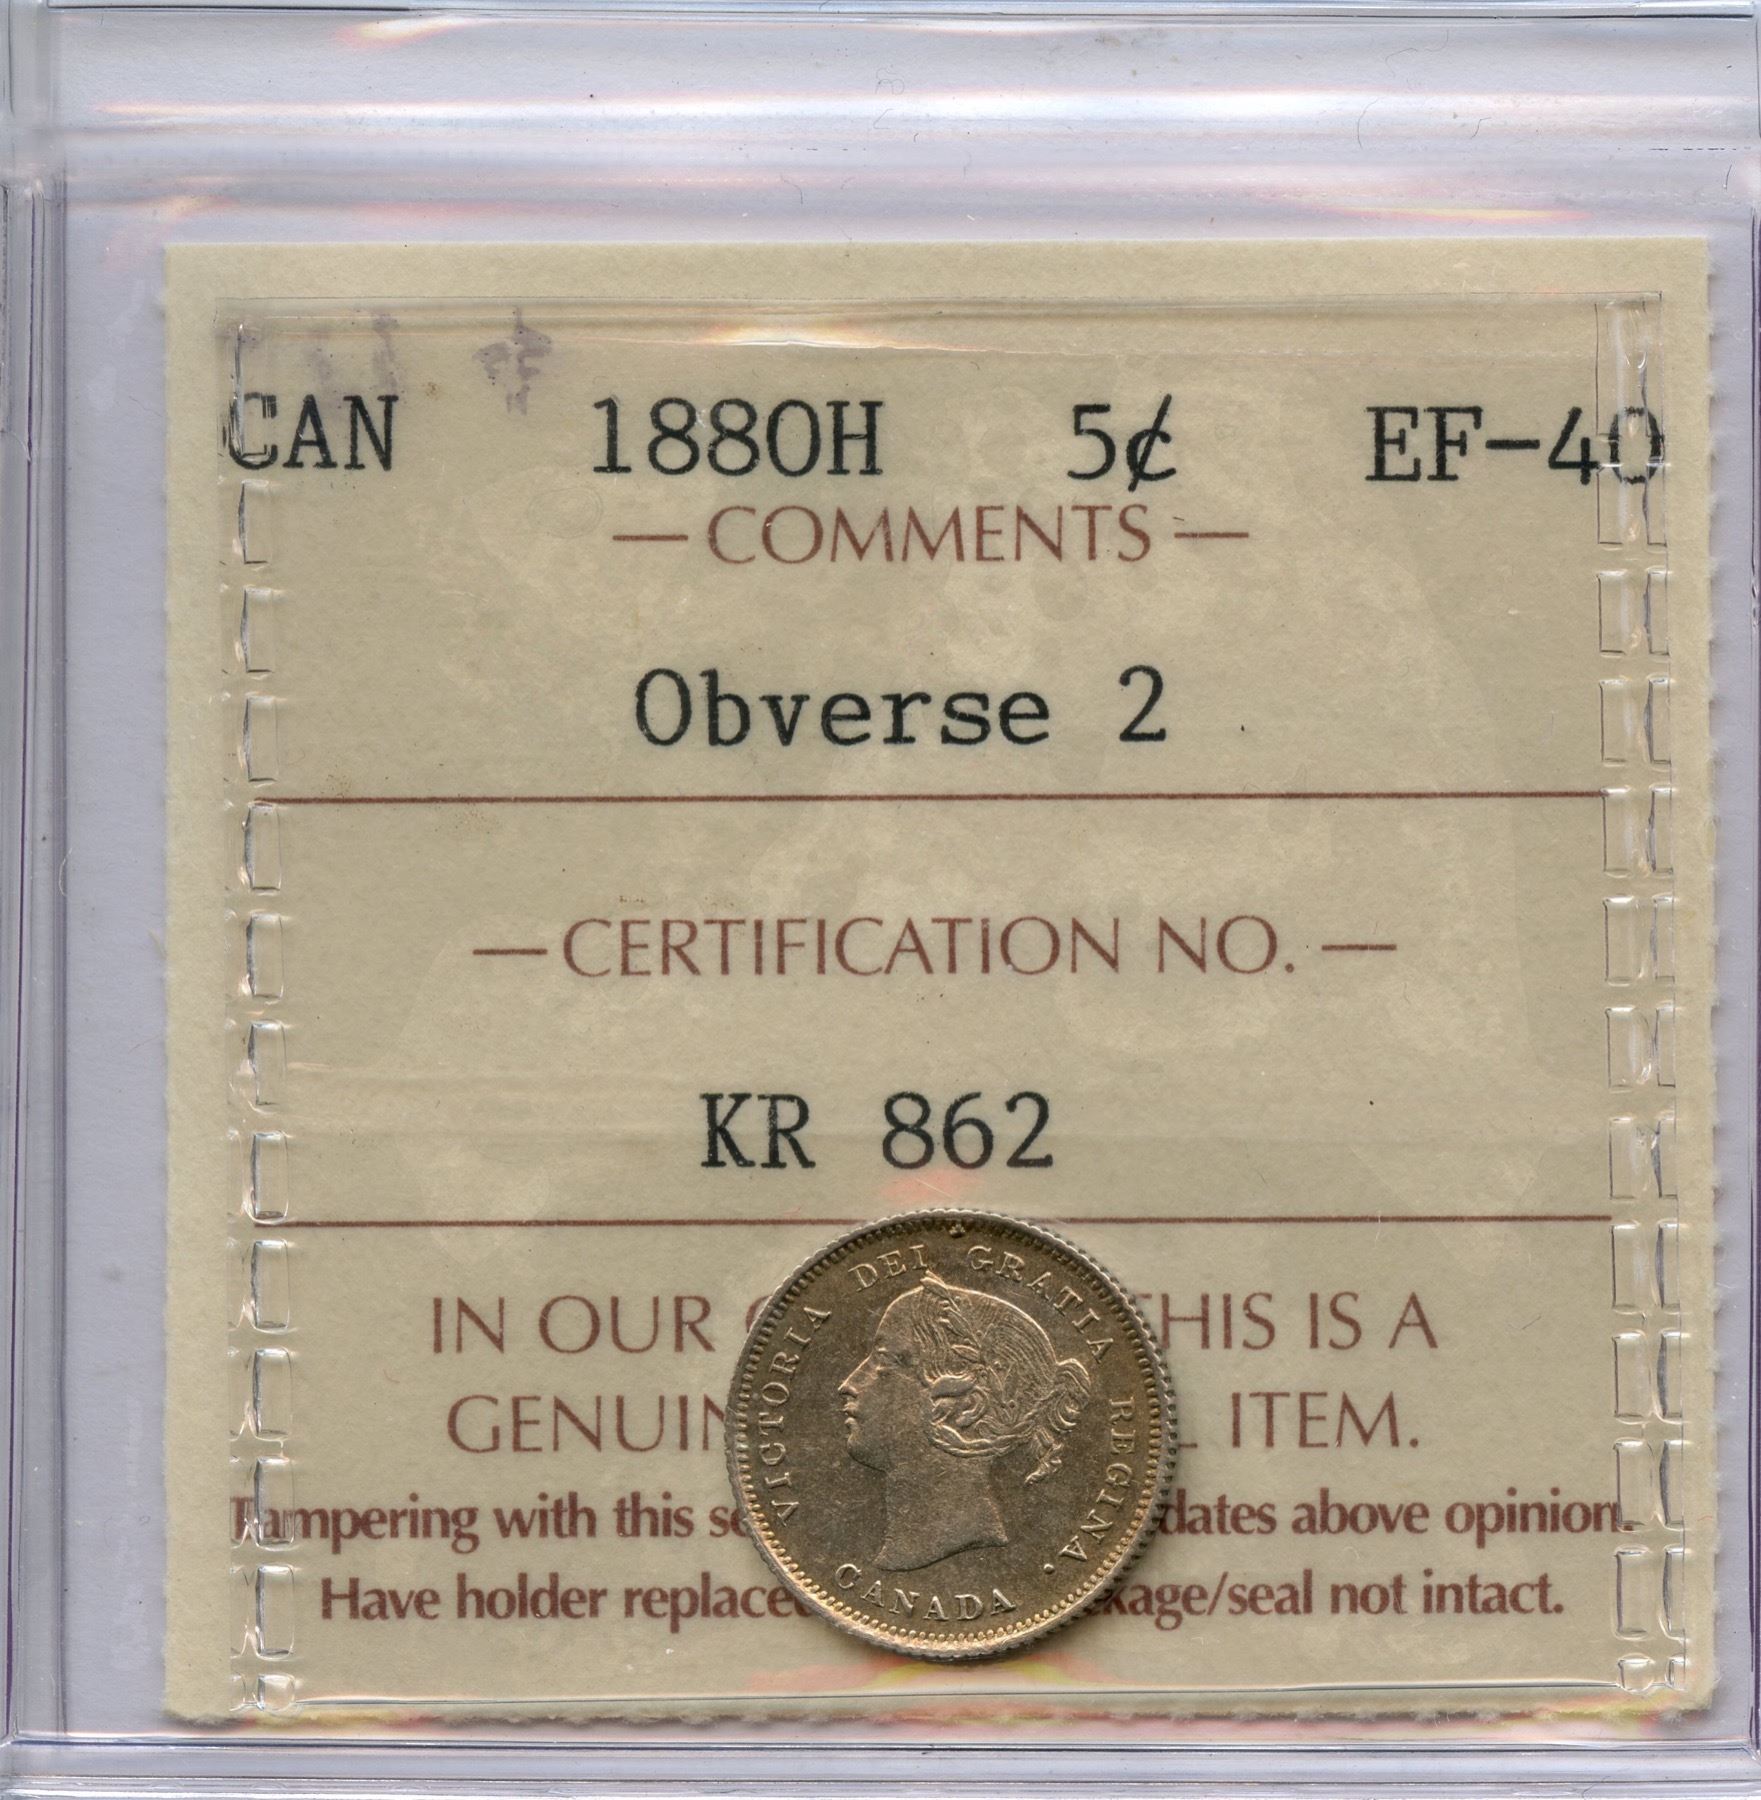 CAN 1880H 5¢ EF-40
— COMMENTS —
Obverse 2
— CERTIFICATION NO. —
KR 862
IN OUR THIS IS A
GENUIN ITEM.
Tampering with this se dates above opinion.
Have holder replaced kage/seal not intact.
VICTORIA DEI GRATIA REGINA.
CANADA